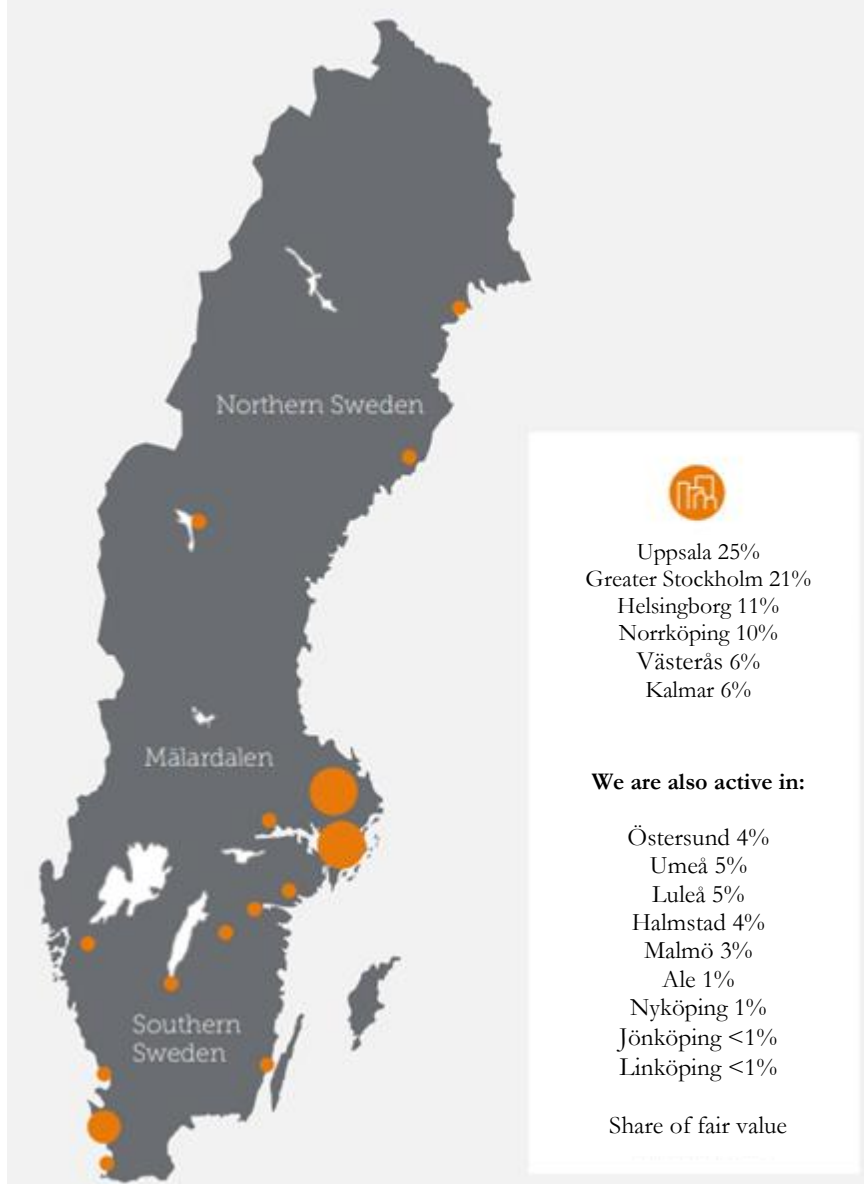 Northern Sweden
Mälardalen
Southern
Sweden
Uppsala 25%
Greater Stockholm 21%
Helsingborg 11%
Norrköping 10%
Västerås 6%
Kalmar 6%
We are also active in:
Östersund 4%
Umeå 5%
Luleå 5%
Halmstad 4%
Malmö 3%
Ale 1%
Nyköping 1%
Jönköping <1%
Linköping <1%
Share of fair value